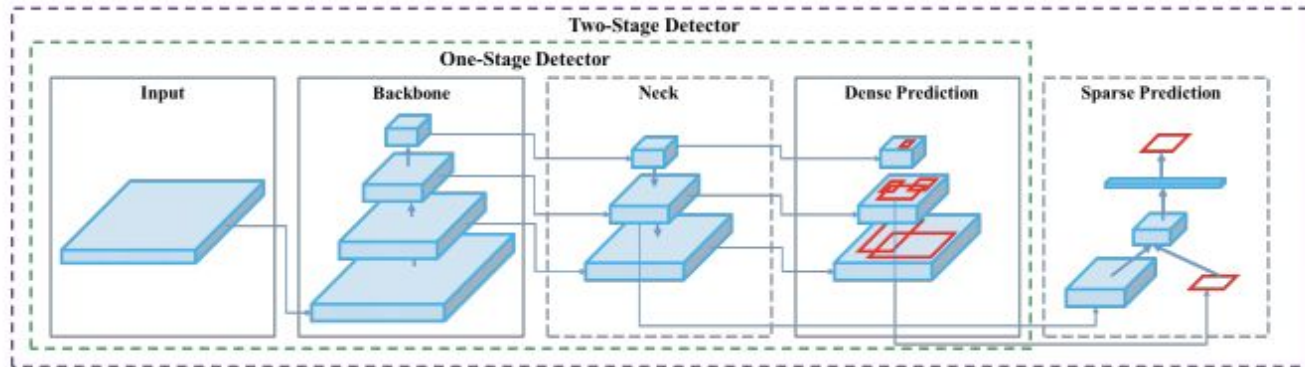 Two-Stage Detector
One-Stage Detector
Input
Backbone
Neck
Dense Prediction
Sparse Prediction